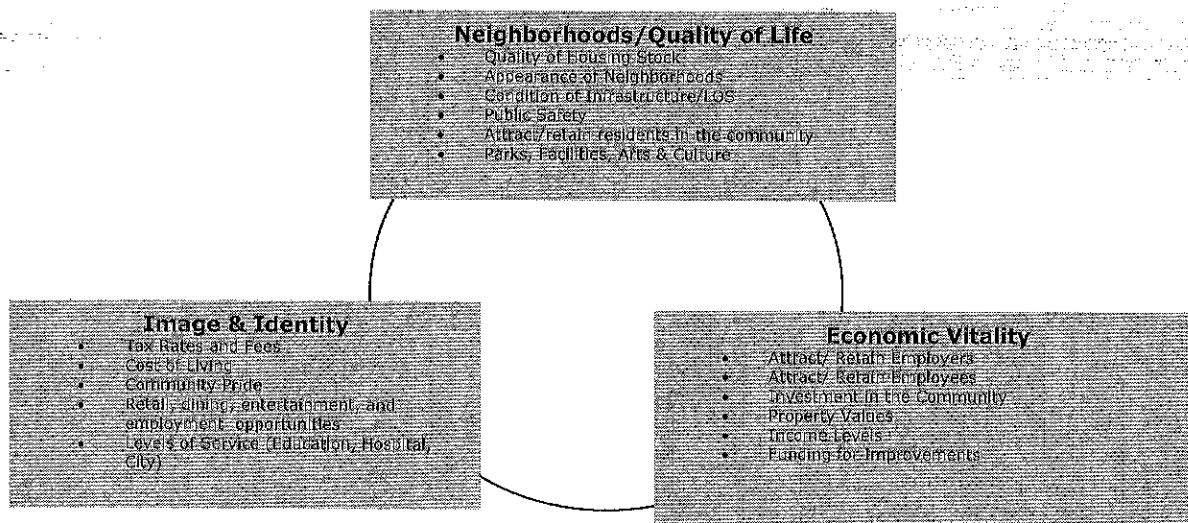 Neighborhoods/Quality of Life
• Quality of Housing Stock
• Appearance of Neighborhoods
• Condition of Infrastructure/LOS
• Public Safety
• Attract/retain residents in the community
• Parks, Facilities, Arts & Culture
Image & Identity
• Tax Rates and Fees
• Cost of Living
• Community Pride
• Retail, dining, entertainment, and
employment opportunities
• Levels of Service (Education, Hospital,
City)
Economic Vitality
• Attract/ Retain Employers
• Attract/ Retain Employees
• Investment in the Community
• Property Values
• Income Levels
• Funding for Improvements